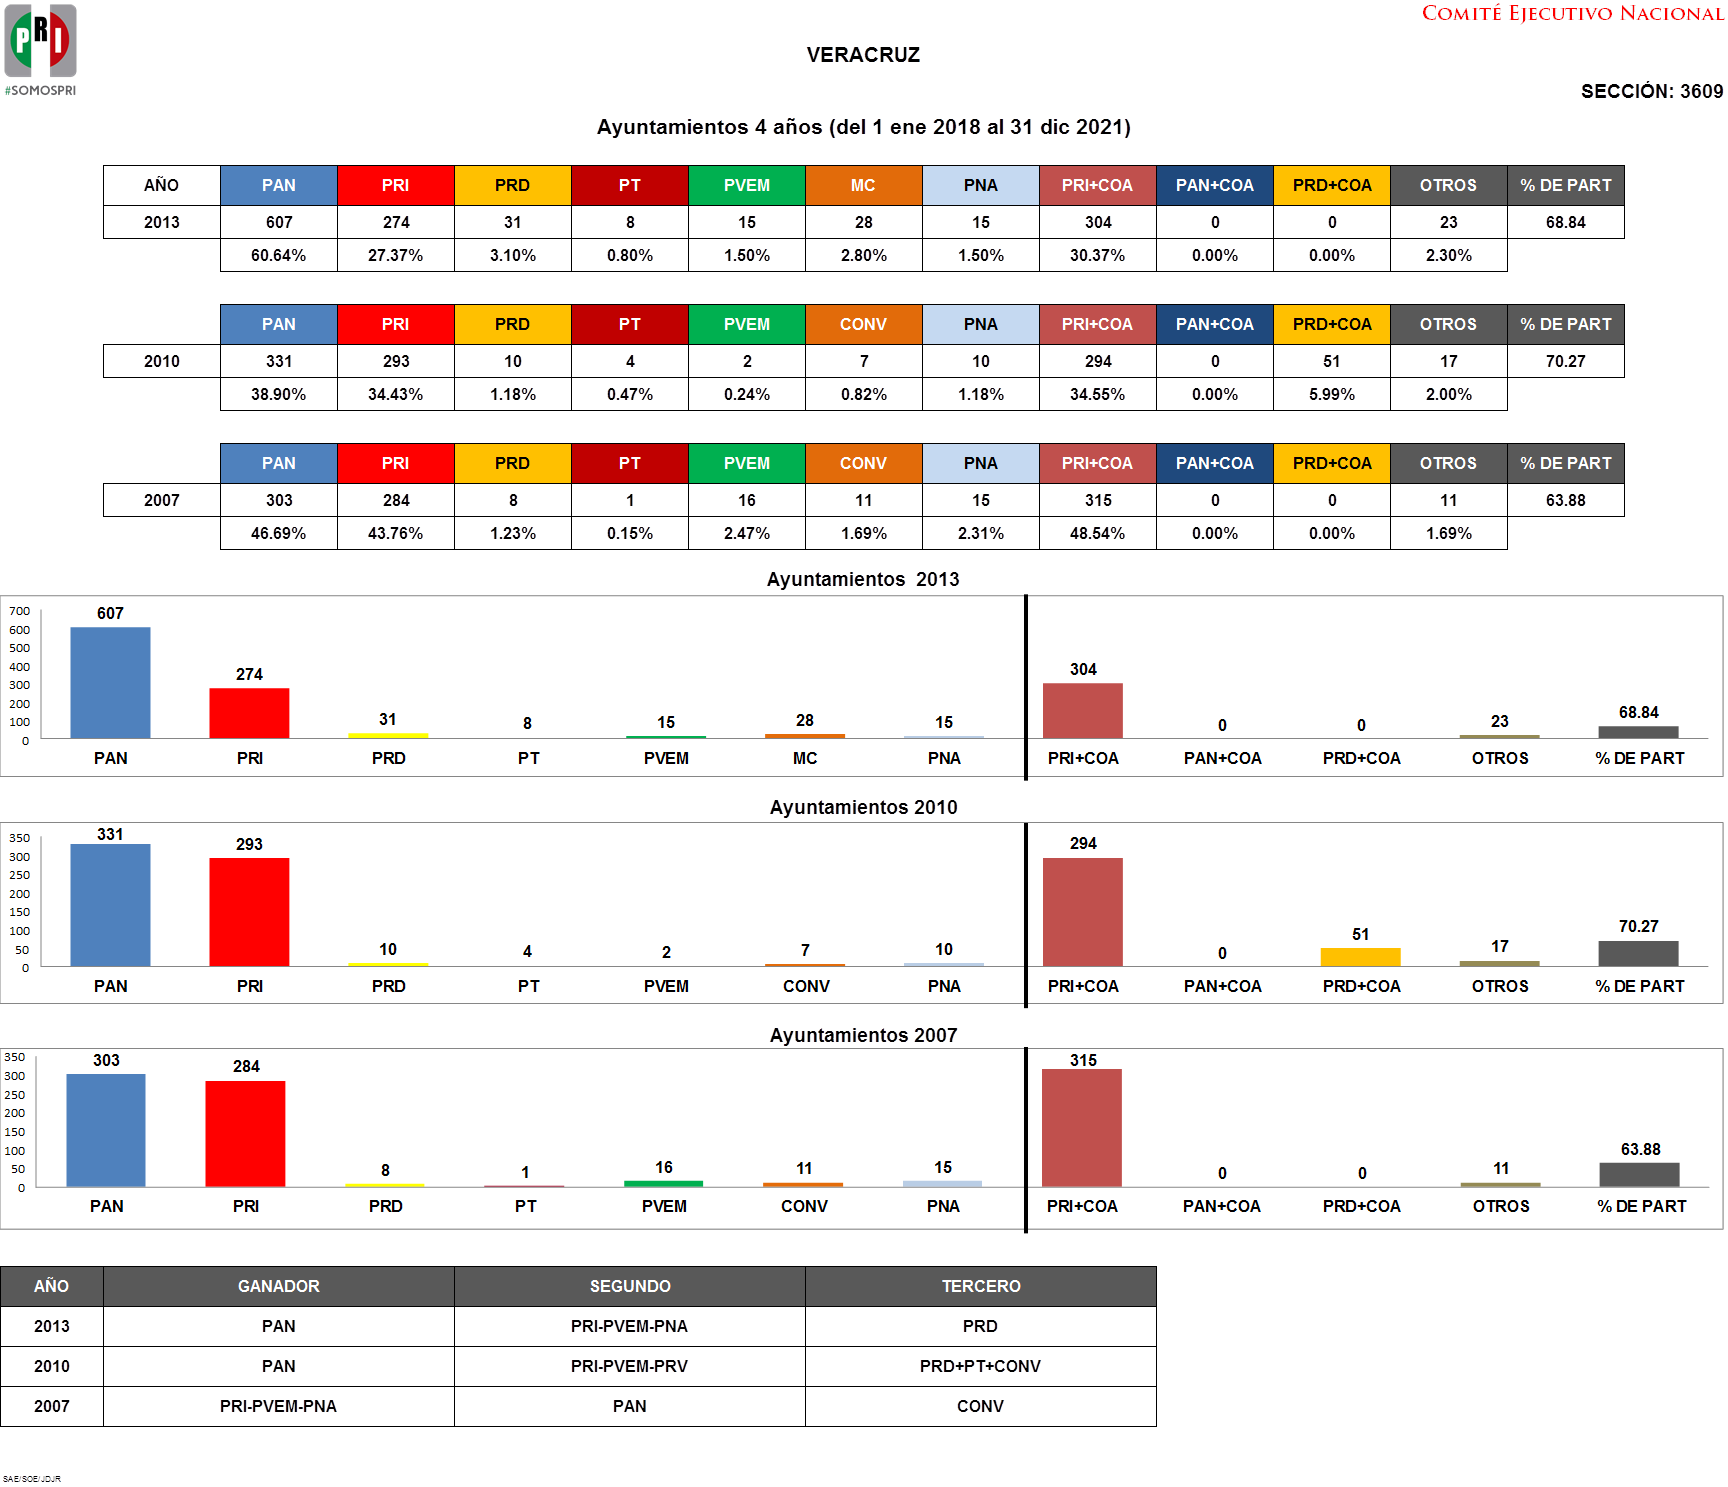 PRI
#SOMOSPRI
COMITÉ EJECUTIVO NACIONAL
VERACRUZ
SECCIÓN: 3609
Ayuntamientos 4 años (del 1 ene 2018 al 31 dic 2021)
AÑO PAN PRI PRD PT PVEM MC PNA PRI+COA PAN+COA PRD+COA OTROS % DE PART
2013 607 274 31 8 15 28 15 304 0 0 23 68.84
60.64% 27.37% 3.10% 0.80% 1.50% 2.80% 1.50% 30.37% 0.00% 0.00% 2.30%
PAN PRI PRD PT PVEM CONV PNA PRI+COA PAN+COA PRD+COA OTROS % DE PART
2010 331 293 10 4 2 7 10 294 0 51 17 70.27
38.90% 34.43% 1.18% 0.47% 0.24% 0.82% 1.18% 34.55% 0.00% 5.99% 2.00%
PAN PRI PRD PT PVEM CONV PNA PRI+COA PAN+COA PRD+COA OTROS % DE PART
2007 303 284 8 1 16 11 15 315 0 0 11 63.88
46.69% 43.76% 1.23% 0.15% 2.47% 1.69% 2.31% 48.54% 0.00% 0.00% 1.69%
Ayuntamientos 2013
700
600
500
400
300
200
100
0
607 274 31 8 15 28 15 304 0 0 23 68.84
PAN PRI PRD PT PVEM MC PNA PRI+COA PAN+COA PRD+COA OTROS % DE PART
Ayuntamientos 2010
350
300
250
200
150
100
50
0
331 293 10 4 2 7 10 294 0 51 17 70.27
PAN PRI PRD PT PVEM CONV PNA PRI+COA PAN+COA PRD+COA OTROS % DE PART
Ayuntamientos 2007
350
300
250
200
150
100
50
0
303 284 8 1 16 11 15 315 0 0 11 63.88
PAN PRI PRD PT PVEM CONV PNA PRI+COA PAN+COA PRD+COA OTROS % DE PART
AÑO GANADOR SEGUNDO TERCERO
2013 PAN PRI-PVEM-PNA PRD
2010 PAN PRI-PVEM-PRV PRD+PT+CONV
2007 PRI-PVEM-PNA PAN CONV
SAE/SOE/JDJR